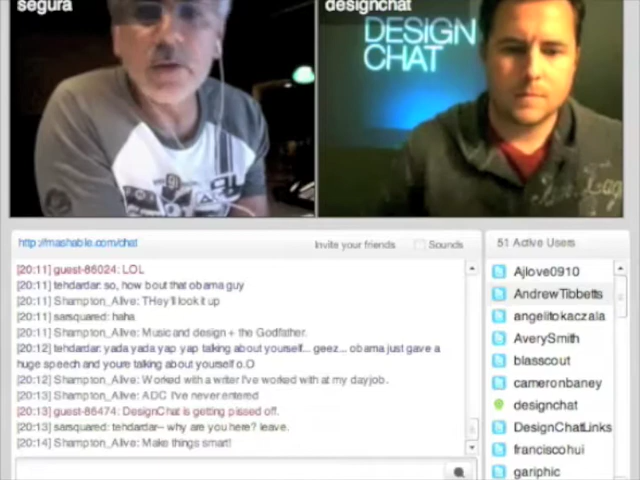 segura
designchat
DESIGN
CHAT
91
http://mashable.com/chat
Invite your friends
Sounds
51 Active Users
[20:11] guest-86024: LOL
[20:11] tehdardar: so, how bout that obama guy
[20:11] Shampton_Alive: THey'll look it up
[20:11] sarsquared: haha
[20:11] Shampton_Alive: Music and design + the Godfather.
[20:12] tehdardar: yada yada yap yap talking about yourself... geez... obama just gave a
huge speech and youre talking about yourself o.O
[20:12] Shampton_Alive: Worked with a writer I've worked with at my day job.
[20:13] Shampton_Alive: ADC I've never entered
[20:13] guest-86474: DesignChat is getting pissed off.
[20:13] sarsquared: tehdardar-- why are you here? leave.
[20:14] Shampton_Alive: Make things smart!
Ajlove0910
AndrewTibbetts
angelitokaczala
AverySmith
blasscout
cameronbaney
designchat
DesignChatLinks
franciscohui
gariphic